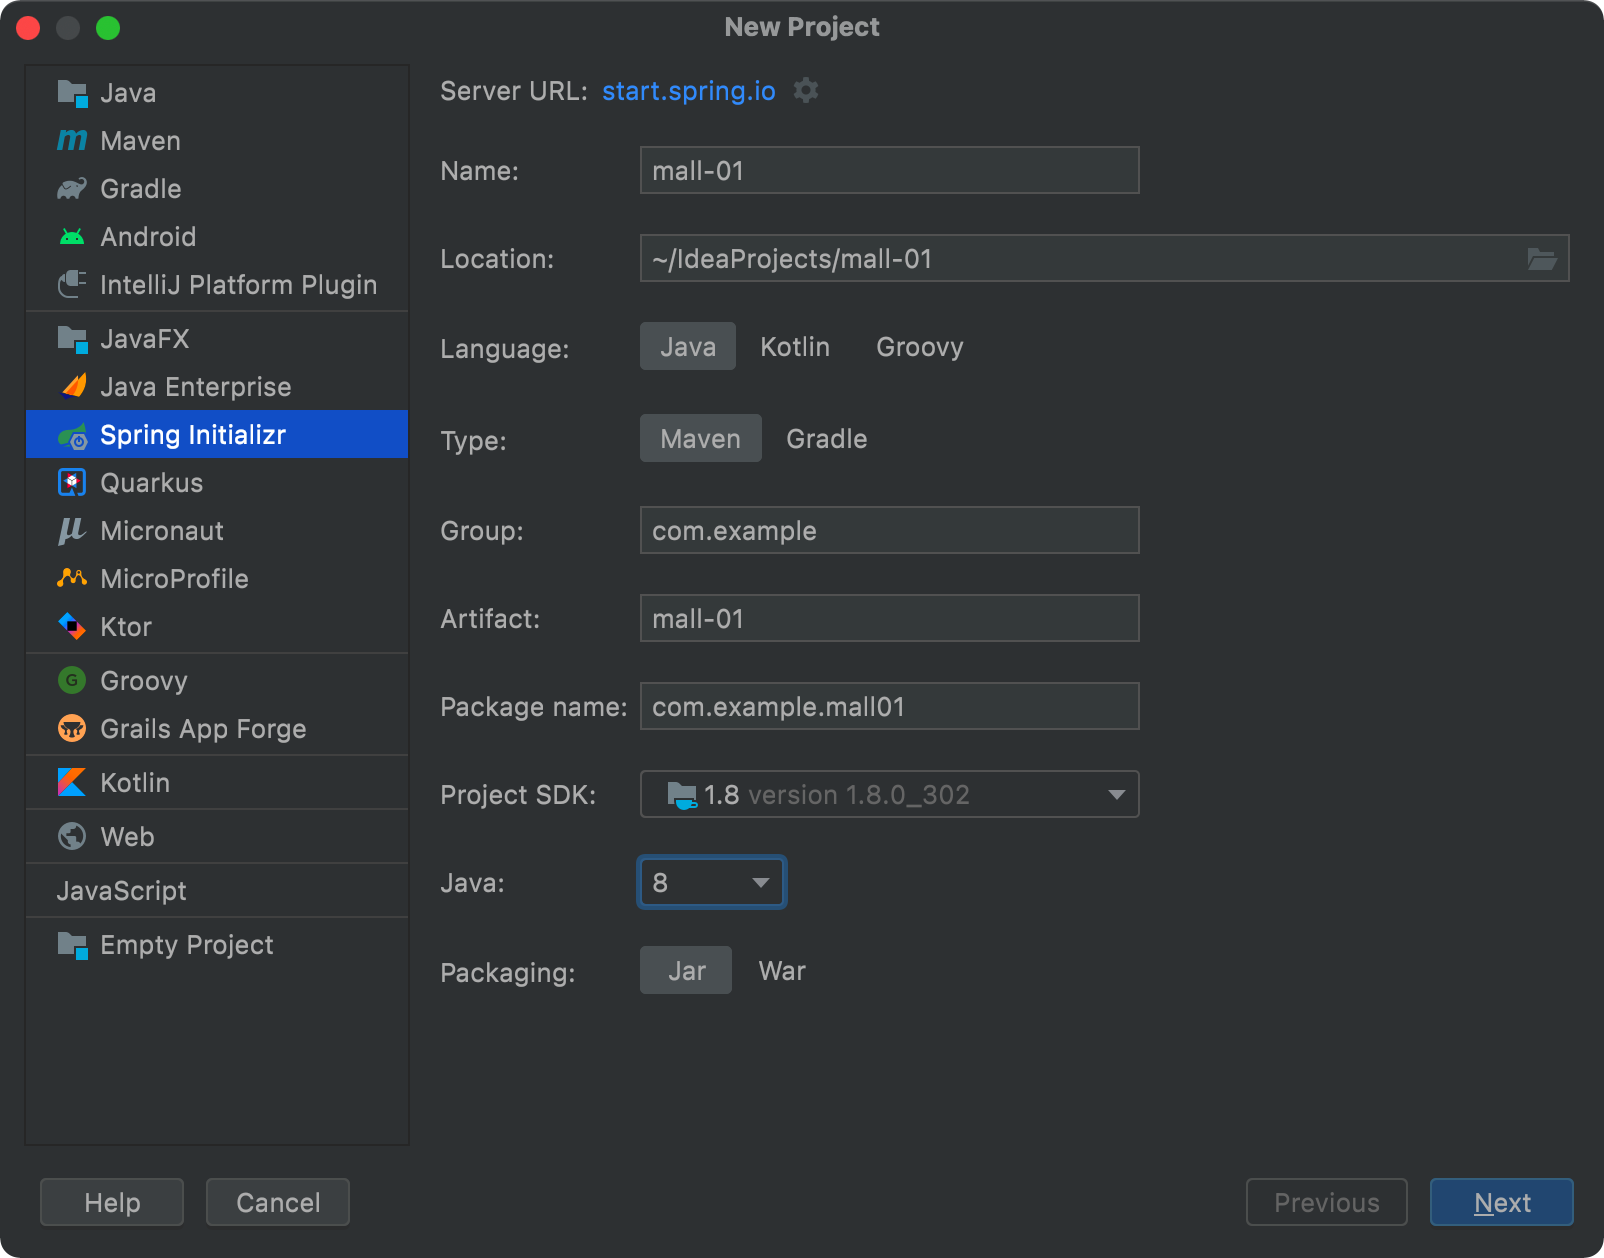 New Project
Java
Maven
Gradle
Android
IntelliJ Platform Plugin
JavaFX
Java Enterprise
Spring Initializr
Quarkus
Micronaut
MicroProfile
Ktor
G Groovy
Grails App Forge
Kotlin
Web
JavaScript
Empty Project
Server URL: start.spring.io
Name: mall-01
Location: ~/IdeaProjects/mall-01
Language: Java Kotlin Groovy
Type: Maven Gradle
Group: com.example
Artifact: mall-01
Package name: com.example.mall01
Project SDK: 1.8 version 1.8.0_302
Java: 8
Packaging: Jar War
Help Cancel Previous Next